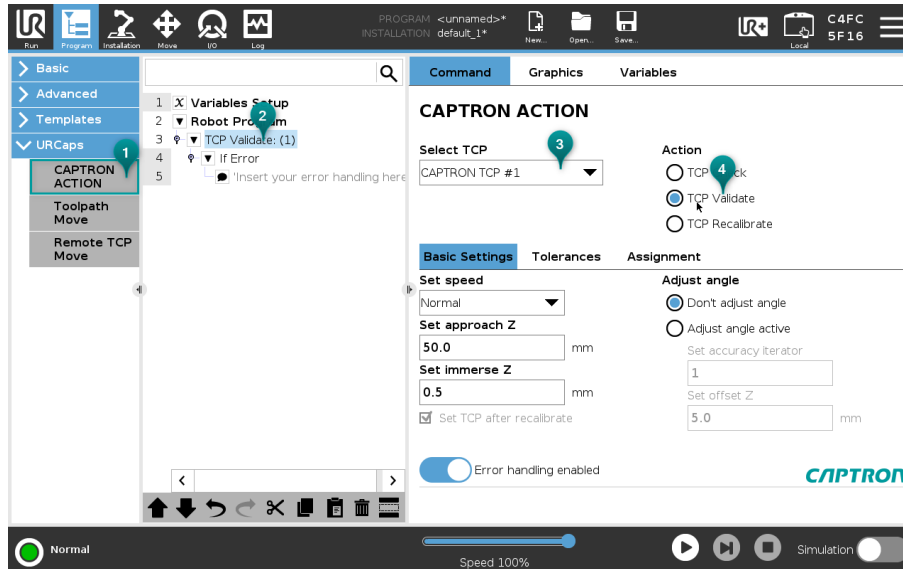 PROGRAM <unnamed>*
INSTALLATION default_1*
C4FC
5F16
Run
Program
Installation
Move
I/O
Log
New...
Open...
Save...
UR+
Local
Basic
Advanced
Templates
URCaps
CAPTRON
ACTION
Toolpath
Move
Remote TCP
Move
1
1 X Variables Setup
2 Robot Program
3 TCP Validate: (1)
4 If Error
5 'Insert your error handling here
2
Command Graphics Variables
CAPTRON ACTION
Select TCP
3
CAPTRON TCP #1
Action
4
TCP
TCP Validate
TCP Recalibrate
Basic Settings Tolerances Assignment
Set speed
Normal
Set approach Z
50.0 mm
Set immerse Z
0.5 mm
Set TCP after recalibrate
Adjust angle
Don't adjust angle
Adjust angle active
Set accuracy iterator
1
Set offset Z
5.0 mm
Error handling enabled
CAPTRON
Normal
Speed 100%
Simulation